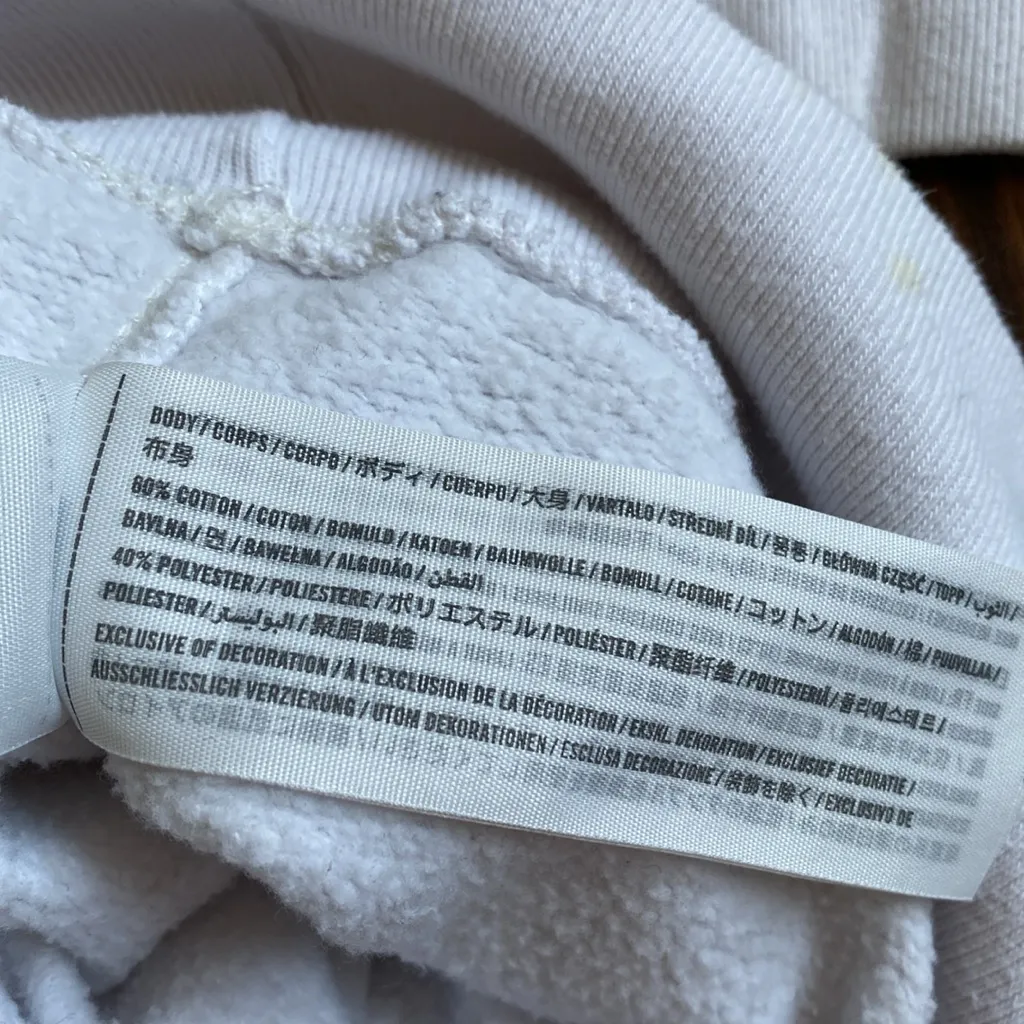 BODY / CORPS / CORPO / ボディ / CUERPO / 大身 / VARTALO / STŘEDNÍ DÍL / 몸통 / GŁÓWNA CZĘŚĆ / TOPP / الثوب /
布身
60% COTTON / COTON / BOMULD / KATOEN / BAUMWOLLE / BOMULL / COTONE / コットン / ALGODÓN / 棉 / PUUVILLAA /
BAVLNA / 면 / BAWEŁNA / ALGODÃO / القطن
40% POLYESTER / POLIESTERE / ポリエステル / POLIÉSTER / 聚脂纤维 / POLYESTERIÄ / 폴리에스테르 /
POLIESTER / البوليستر / 聚脂纖維
EXCLUSIVE OF DECORATION / À L'EXCLUSION DE LA DÉCORATION / EKSKL. DEKORATION / EXCLUSIEF DECORATIE /
AUSSCHLIESSLICH VERZIERUNG / UTOM DEKORATIONEN / ESCLUSA DECORAZIONE / 装飾を除く / EXCLUSIVO DE